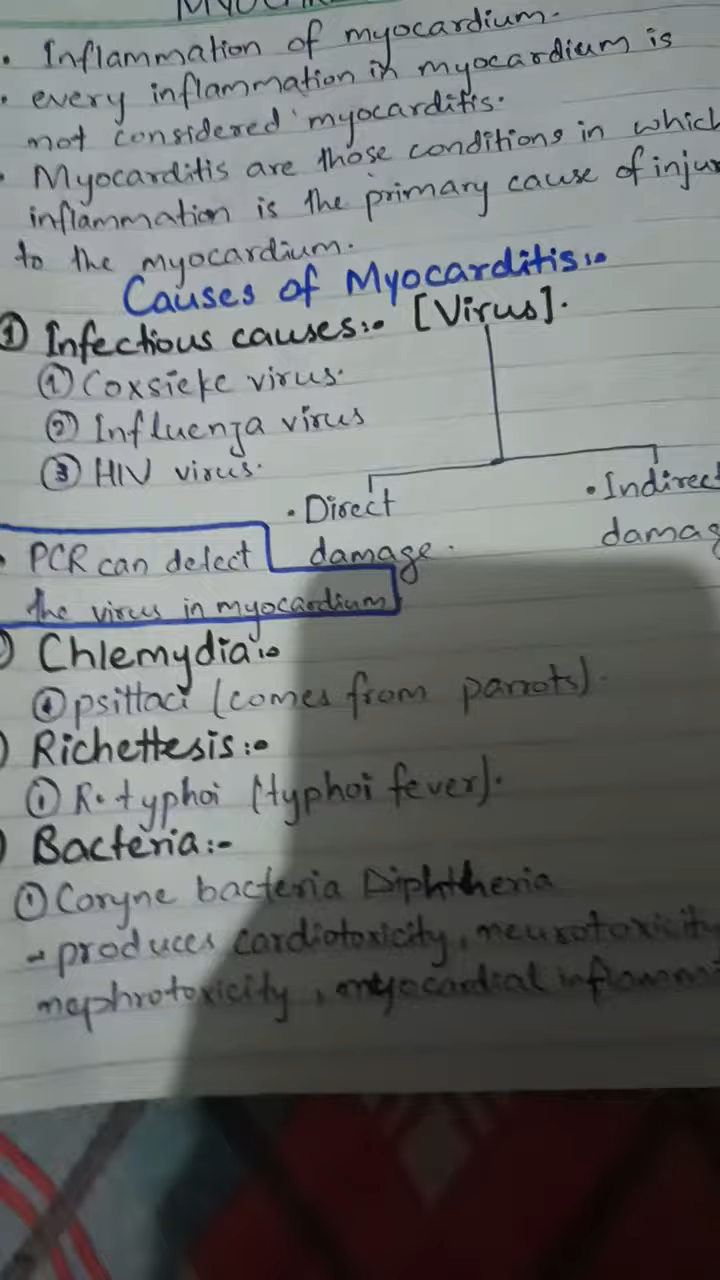 • Inflammation of myocardium.
• every inflammation in myocardium is
not considered myocarditis.
• Myocarditis are those conditions in which
inflammation is the primary cause of injur
to the myocardium.
Causes of Myocarditis:-
① Infectious causes:- [Virus].
① Coxsieke virus.
② Influenza virus
③ HIV virus.
• Direct
damage.
• Indirect
damag
• PCR can detect
the virus in myocardium
Chlemydia:-
① psittaci (comes from parrots).
Richettesis:-
① R. typhoi (typhoi fever).
Bacteria:-
① Coryne bacteria Diphtheria
→ produces cardiotoxicity, neurotoxicity
nephrotoxicity, myocardial inflamm